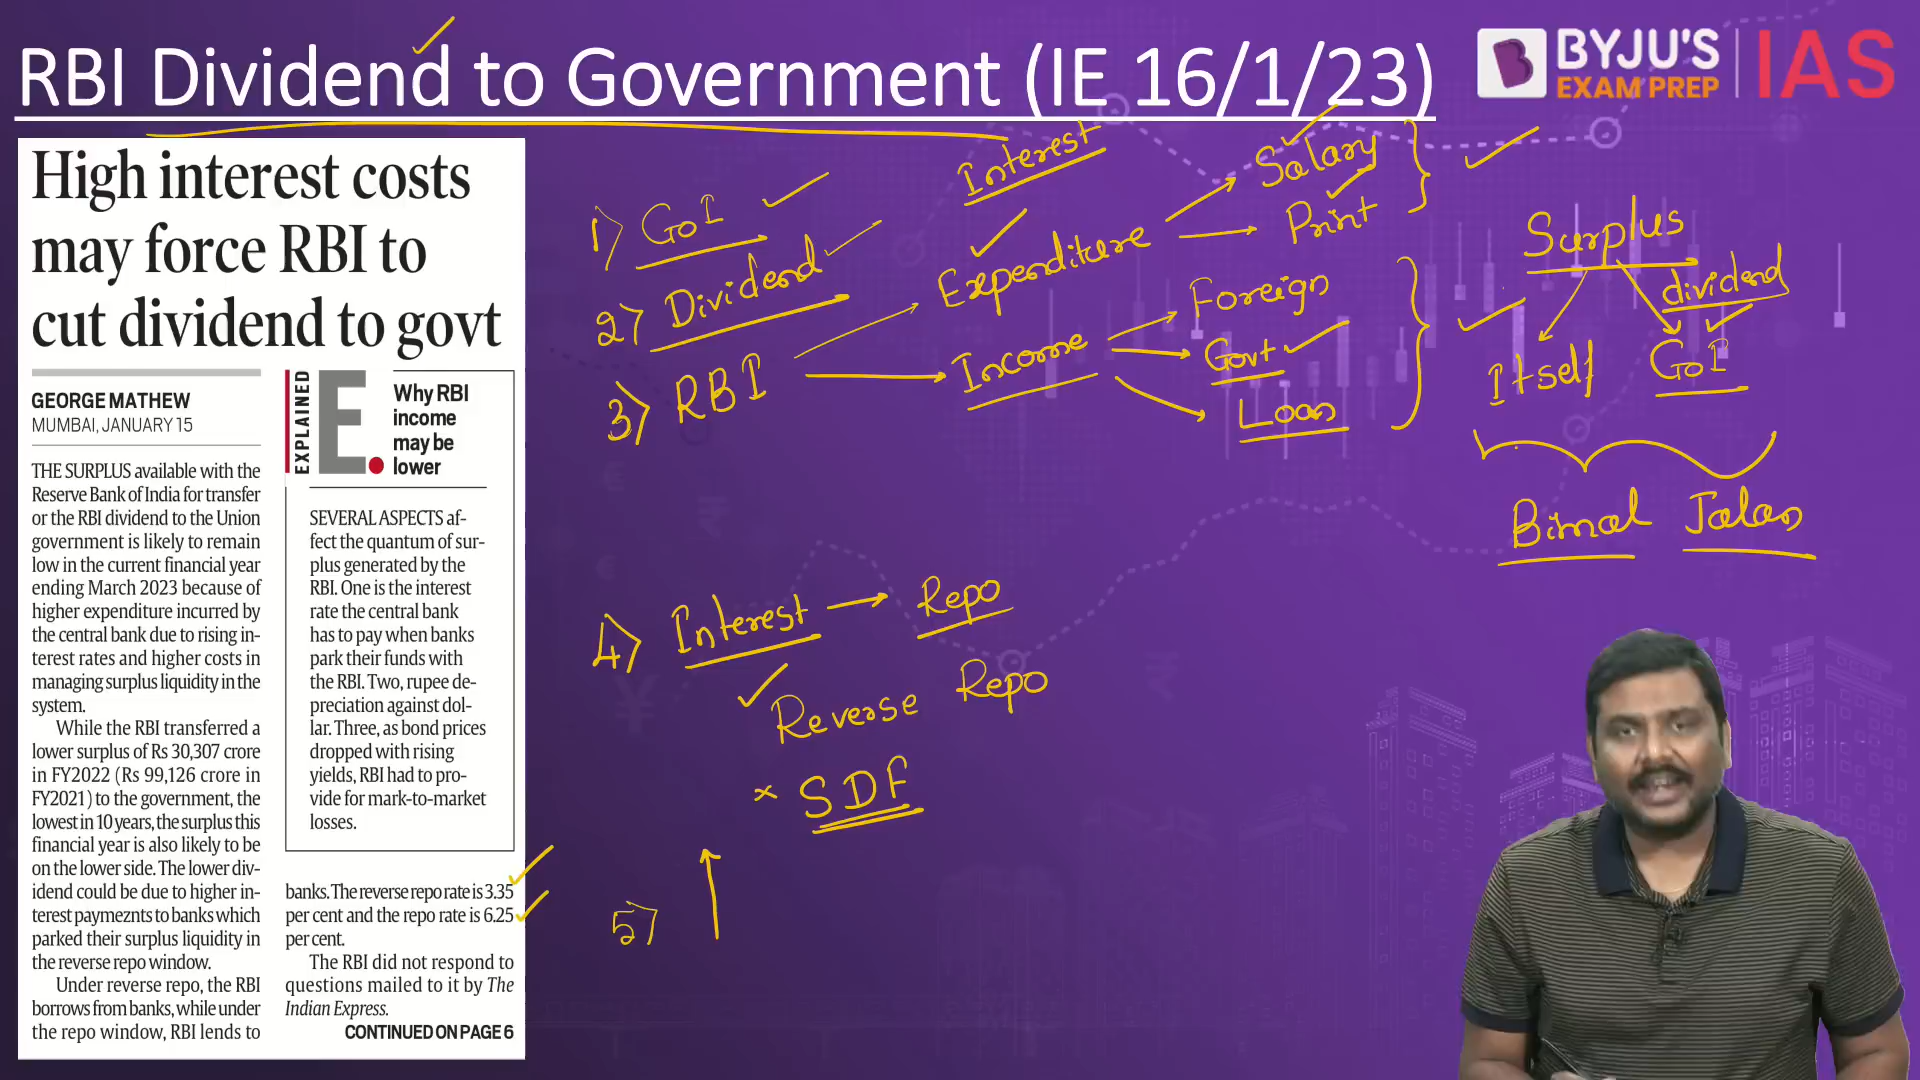 RBI Dividend to Government (IE 16/1/23)
BYJU'S
EXAM PREP
IAS
High interest costs
may force RBI to
cut dividend to govt
GEORGE MATHEW
MUMBAI, JANUARY 15
THE SURPLUS available with the
Reserve Bank of India for transfer
or the RBI dividend to the Union
government is likely to remain
low in the current financial year
ending March 2023 because of
higher expenditure incurred by
the central bank due to rising in-
terest rates and higher costs in
managing surplus liquidity in the
system.
While the RBI transferred a
lower surplus of Rs 30,307 crore
in FY2022 (Rs 99,126 crore in
FY2021) to the government, the
lowest in 10 years, the surplus this
financial year is also likely to be
on the lower side. The lower div-
idend could be due to higher in-
terest paymeznts to banks which
parked their surplus liquidity in
the reverse repo window.
Under reverse repo, the RBI
borrows from banks, while under
the repo window, RBI lends to
EXPLAINED
E.
Why RBI
income
may be
lower
SEVERAL ASPECTS af-
fect the quantum of sur-
plus generated by the
RBI. One is the interest
rate the central bank
has to pay when banks
park their funds with
the RBI. Two, rupee de-
preciation against dol-
lar. Three, as bond prices
dropped with rising
yields, RBI had to pro-
vide for mark-to-market
losses.
banks. The reverse repo rate is 3.35
per cent and the repo rate is 6.25
per cent.
The RBI did not respond to
questions mailed to it by The
Indian Express.
CONTINUED ON PAGE 6
1) GoI
2) Dividend
3) RBI
Interest
Expenditure
Salary
Print
Income
Foreign
Govt
Loan
Surplus
dividend
Itself
GoI
Bimal Jalan
4) Interest → Repo
Reverse Repo
× SDF
5) ↑